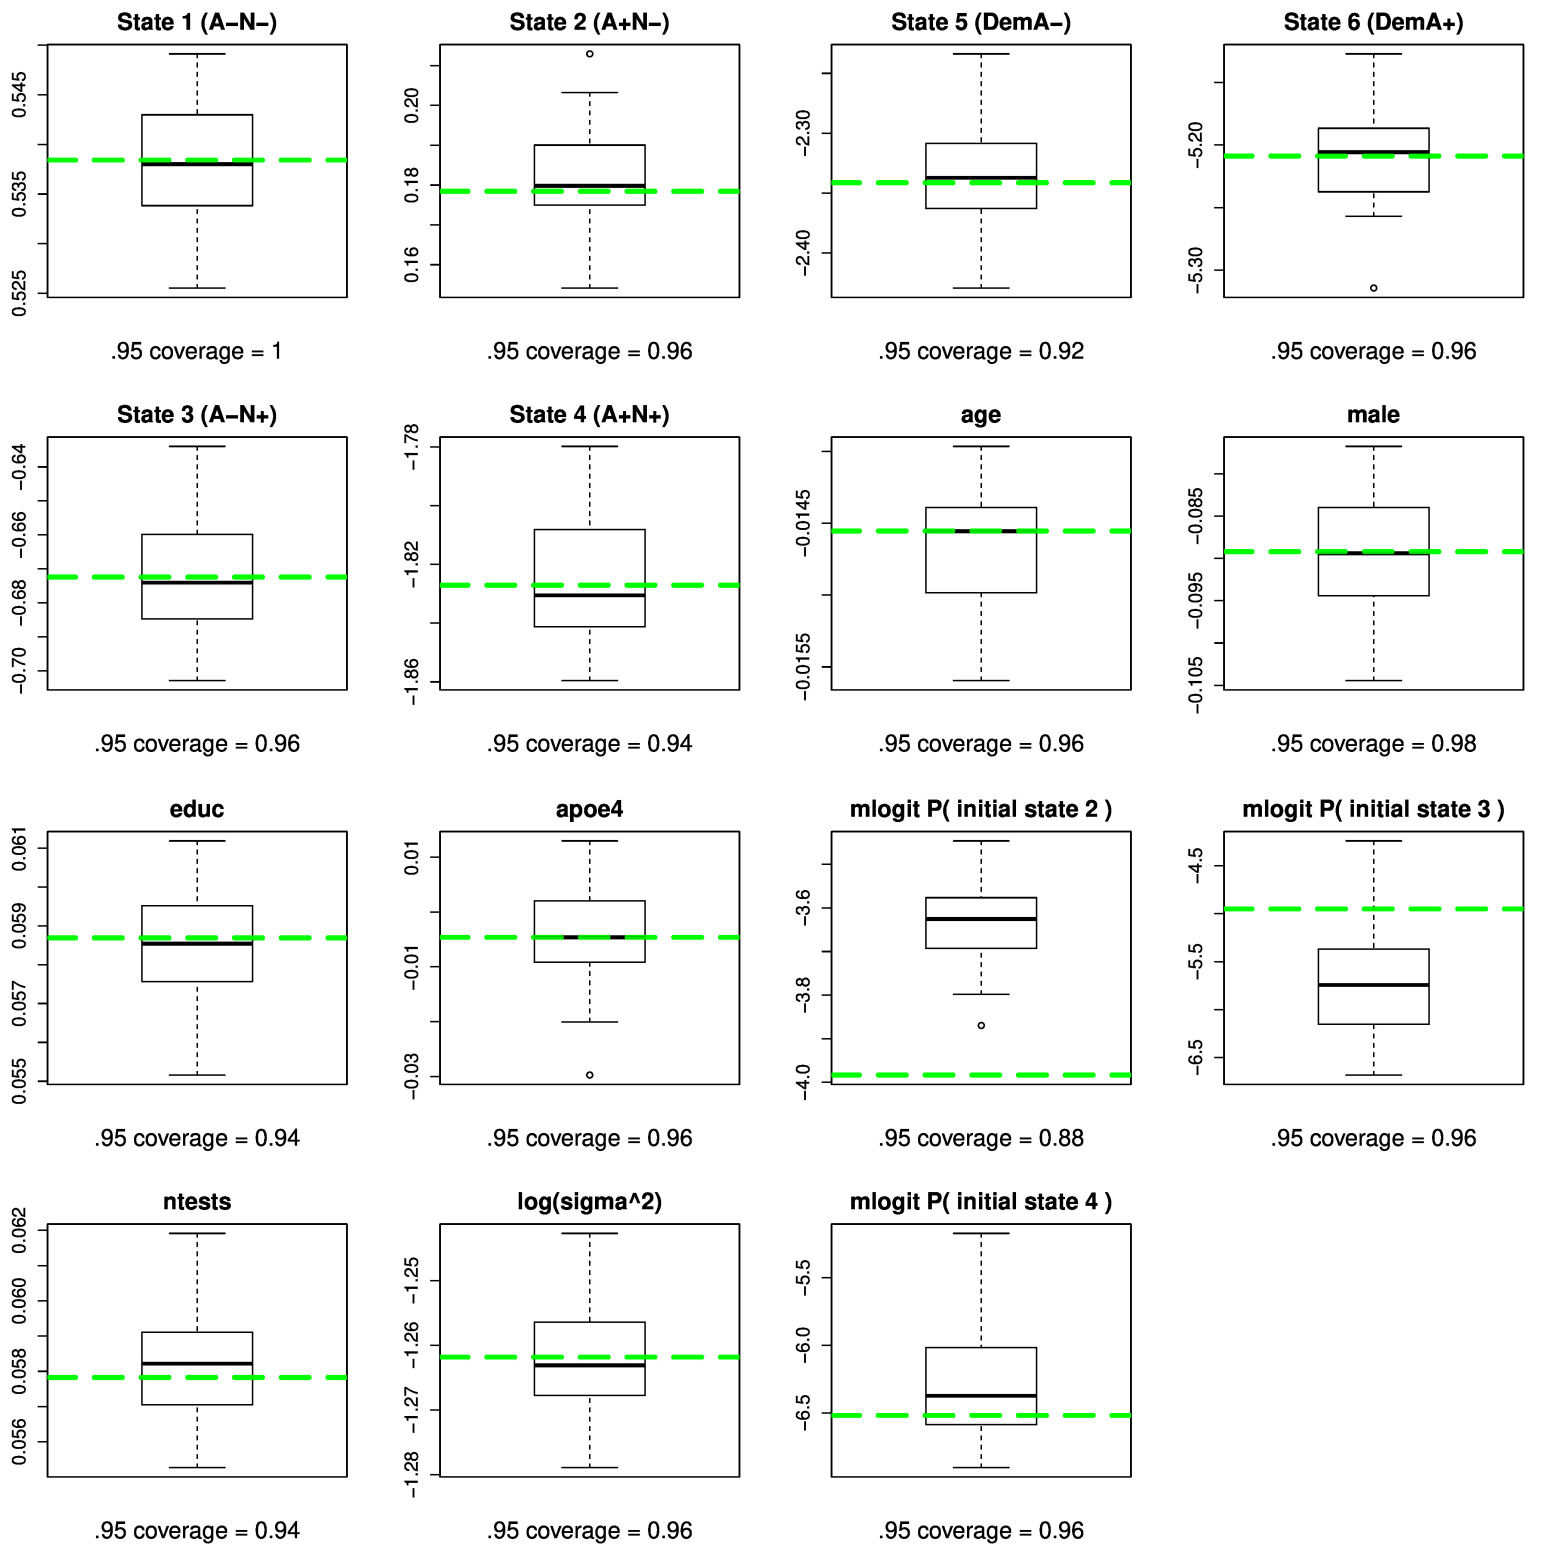 State 1 (A−N−)
0.525 0.535 0.545
.95 coverage = 1
State 2 (A+N−)
0.16 0.18 0.20
.95 coverage = 0.96
State 5 (DemA−)
−2.40 −2.30
.95 coverage = 0.92
State 6 (DemA+)
−5.30 −5.20
.95 coverage = 0.96
State 3 (A−N+)
−0.70 −0.68 −0.66 −0.64
.95 coverage = 0.96
State 4 (A+N+)
−1.86 −1.82 −1.78
.95 coverage = 0.94
age
−0.0155 −0.0145
.95 coverage = 0.96
male
−0.105 −0.095 −0.085
.95 coverage = 0.98
educ
0.055 0.057 0.059 0.061
.95 coverage = 0.94
apoe4
−0.03 −0.01 0.01
.95 coverage = 0.96
mlogit P( initial state 2 )
−4.0 −3.8 −3.6
.95 coverage = 0.88
mlogit P( initial state 3 )
−6.5 −5.5 −4.5
.95 coverage = 0.96
ntests
0.056 0.058 0.060 0.062
.95 coverage = 0.94
log(sigma^2)
−1.28 −1.27 −1.26 −1.25
.95 coverage = 0.96
mlogit P( initial state 4 )
−6.5 −6.0 −5.5
.95 coverage = 0.96